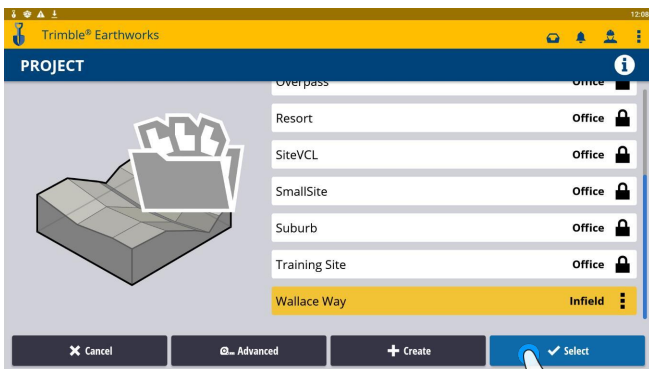 12:08
Trimble® Earthworks
PROJECT
Overpass Office
Resort Office
SiteVCL Office
SmallSite Office
Suburb Office
Training Site Office
Wallace Way Infield
Cancel Advanced Create Select